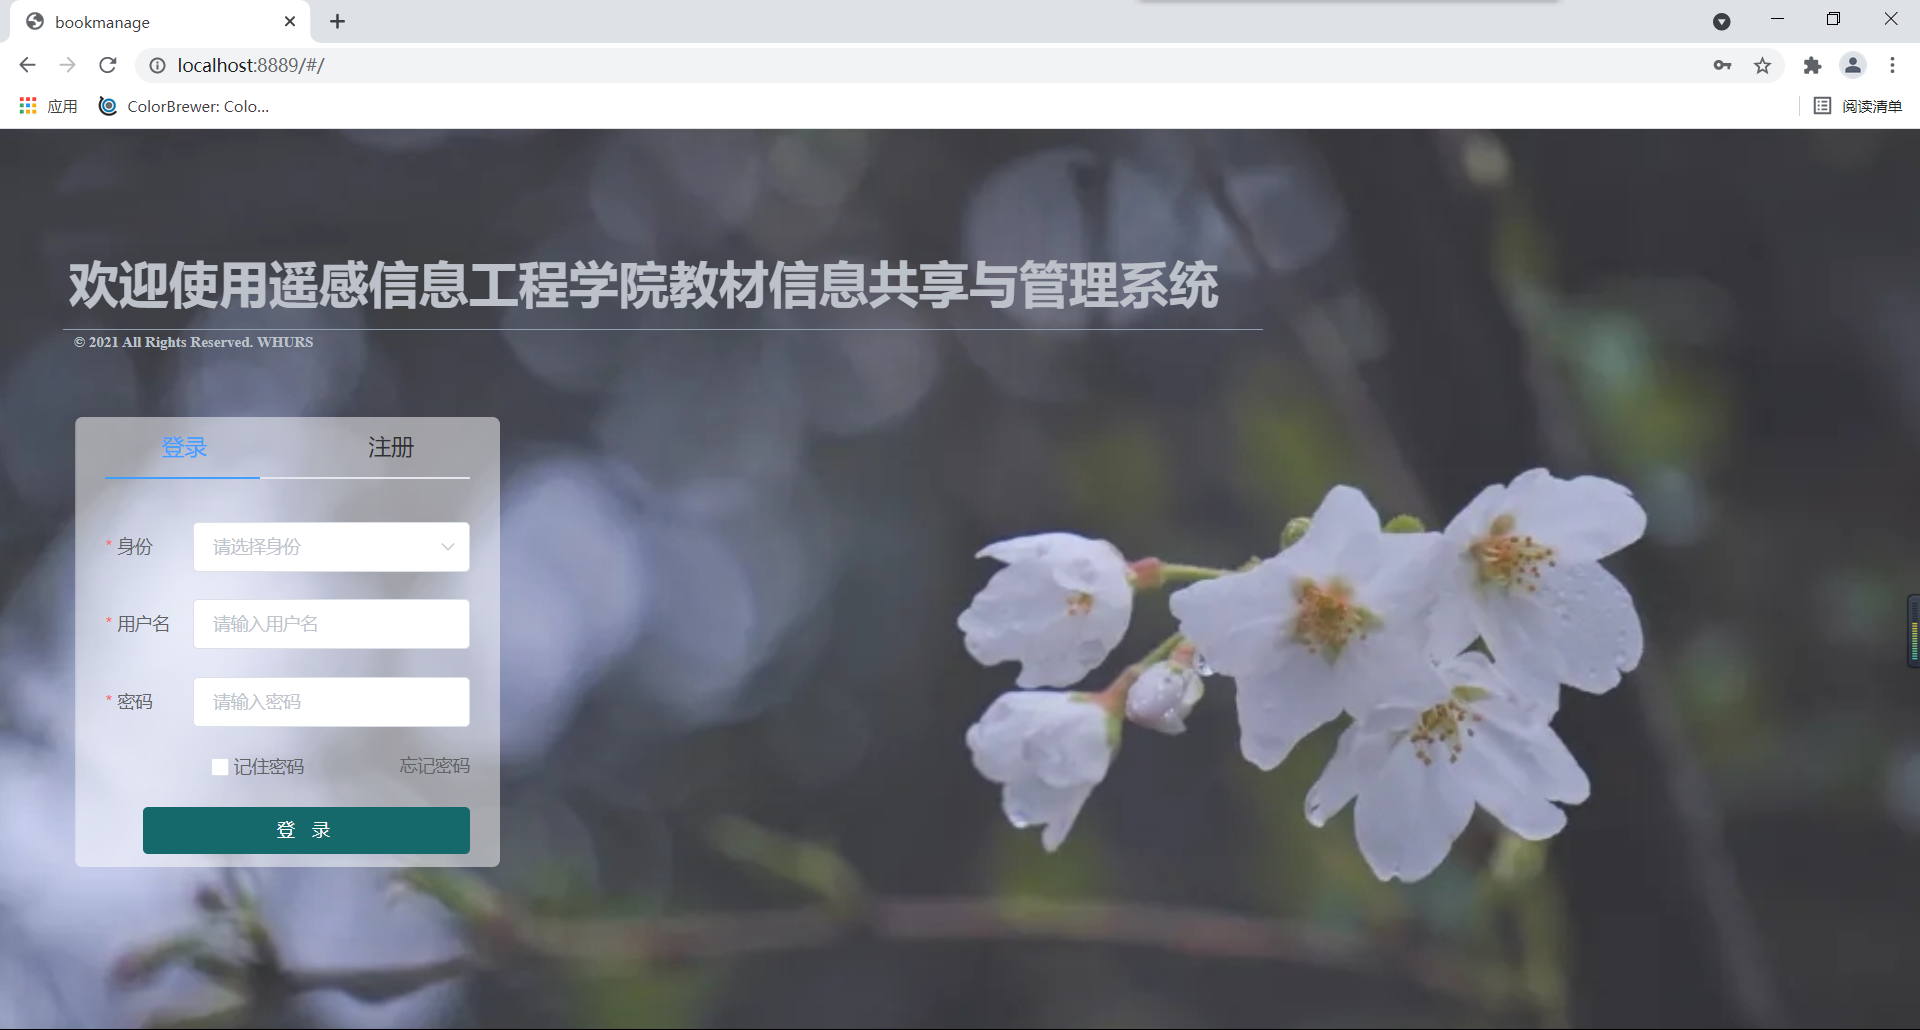 bookmanage
localhost:8889/#/
应用
ColorBrewer: Colo...
阅读清单
欢迎使用遥感信息工程学院教材信息共享与管理系统
© 2021 All Rights Reserved. WHURS
登录 注册
* 身份 请选择身份
* 用户名 请输入用户名
* 密码 请输入密码
记住密码 忘记密码
登 录